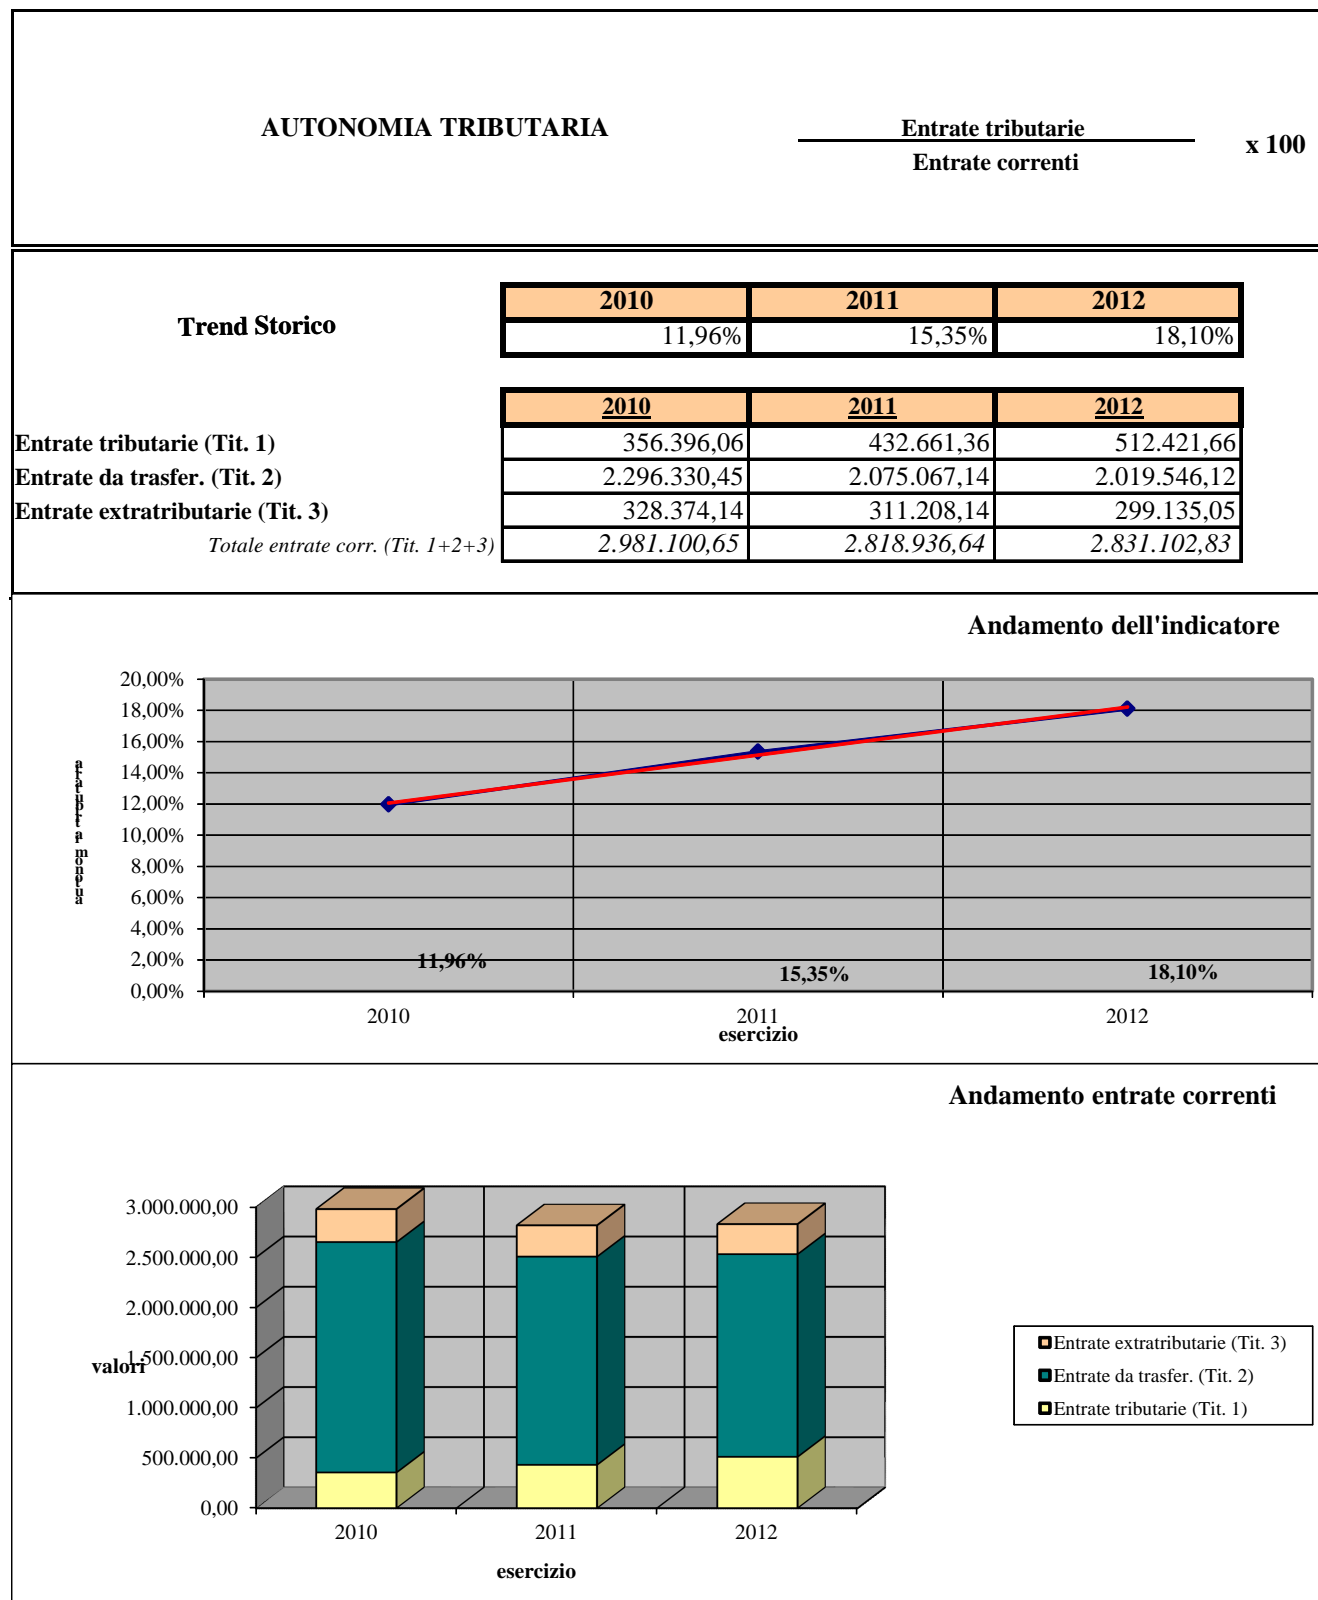 AUTONOMIA TRIBUTARIA
Entrate tributarie
Entrate correnti
x 100
Trend Storico
2010 2011 2012
11,96% 15,35% 18,10%
2010 2011 2012
Entrate tributarie (Tit. 1) 356.396,06 432.661,36 512.421,66
Entrate da trasfer. (Tit. 2) 2.296.330,45 2.075.067,14 2.019.546,12
Entrate extratributarie (Tit. 3) 328.374,14 311.208,14 299.135,05
Totale entrate corr. (Tit. 1+2+3) 2.981.100,65 2.818.936,64 2.831.102,83
Andamento dell'indicatore
20,00%
18,00%
16,00%
14,00%
12,00%
10,00%
8,00%
6,00%
4,00%
2,00%
0,00%
autonomia tributaria
11,96% 15,35% 18,10%
2010 2011 2012
esercizio
Andamento entrate correnti
3.000.000,00
2.500.000,00
2.000.000,00
1.500.000,00
1.000.000,00
500.000,00
0,00
valori
2010 2011 2012
esercizio
Entrate extratributarie (Tit. 3)
Entrate da trasfer. (Tit. 2)
Entrate tributarie (Tit. 1)